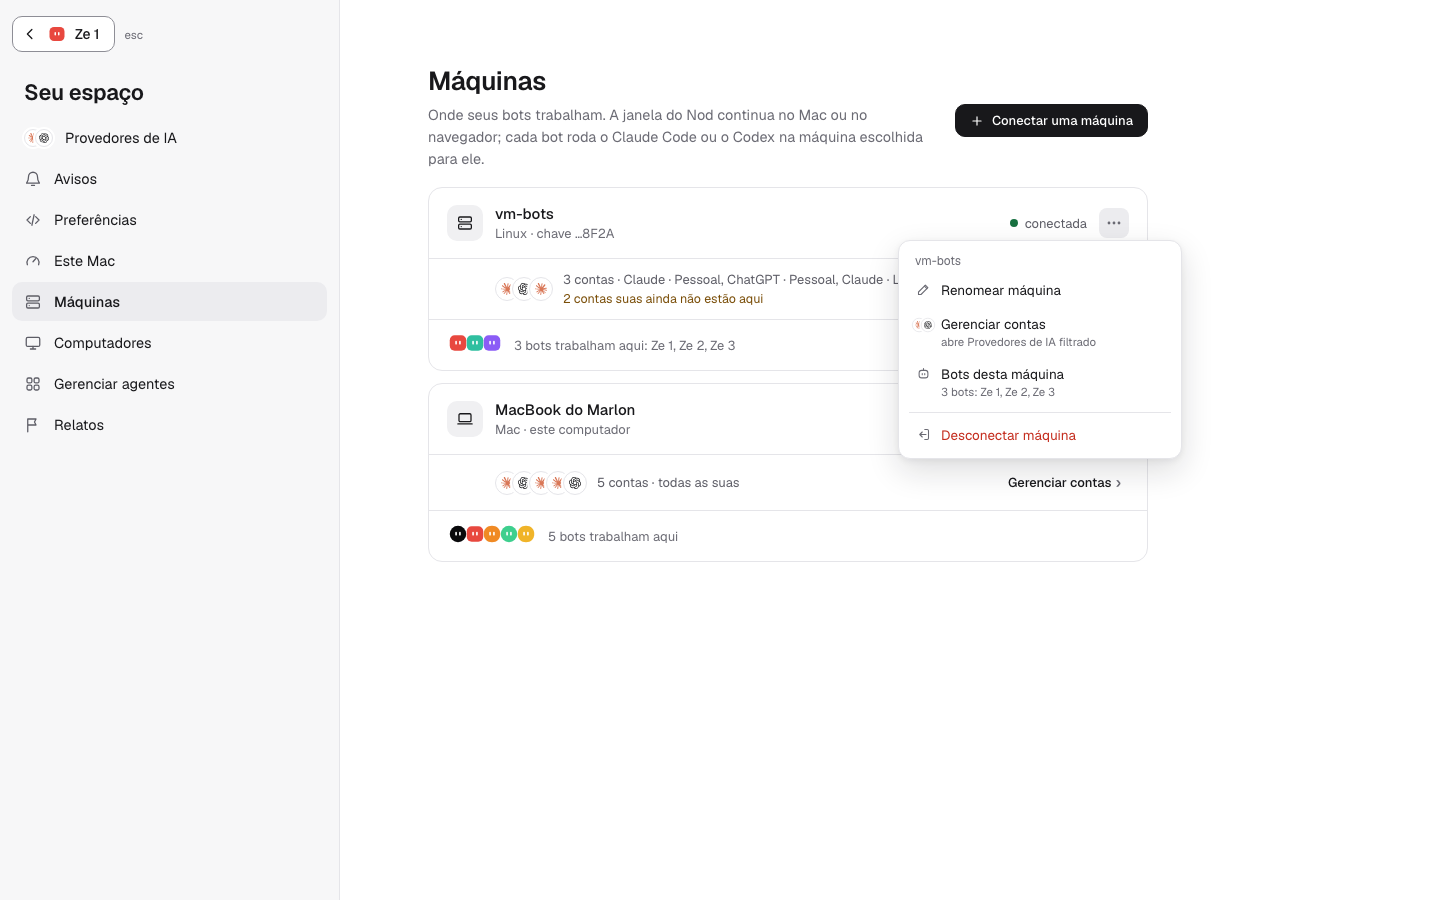 Ze 1
esc
Seu espaço
Provedores de IA
Avisos
Preferências
Este Mac
Máquinas
Computadores
Gerenciar agentes
Relatos
Máquinas
Onde seus bots trabalham. A janela do Nod continua no Mac ou no
navegador; cada bot roda o Claude Code ou o Codex na máquina escolhida
para ele.
Conectar uma máquina
vm-bots
Linux · chave …8F2A
conectada
3 contas · Claude · Pessoal, ChatGPT · Pessoal, Claude ·
2 contas suas ainda não estão aqui
3 bots trabalham aqui: Ze 1, Ze 2, Ze 3
vm-bots
Renomear máquina
Gerenciar contas
abre Provedores de IA filtrado
Bots desta máquina
3 bots: Ze 1, Ze 2, Ze 3
Desconectar máquina
MacBook do Marlon
Mac · este computador
5 contas · todas as suas
Gerenciar contas ›
5 bots trabalham aqui